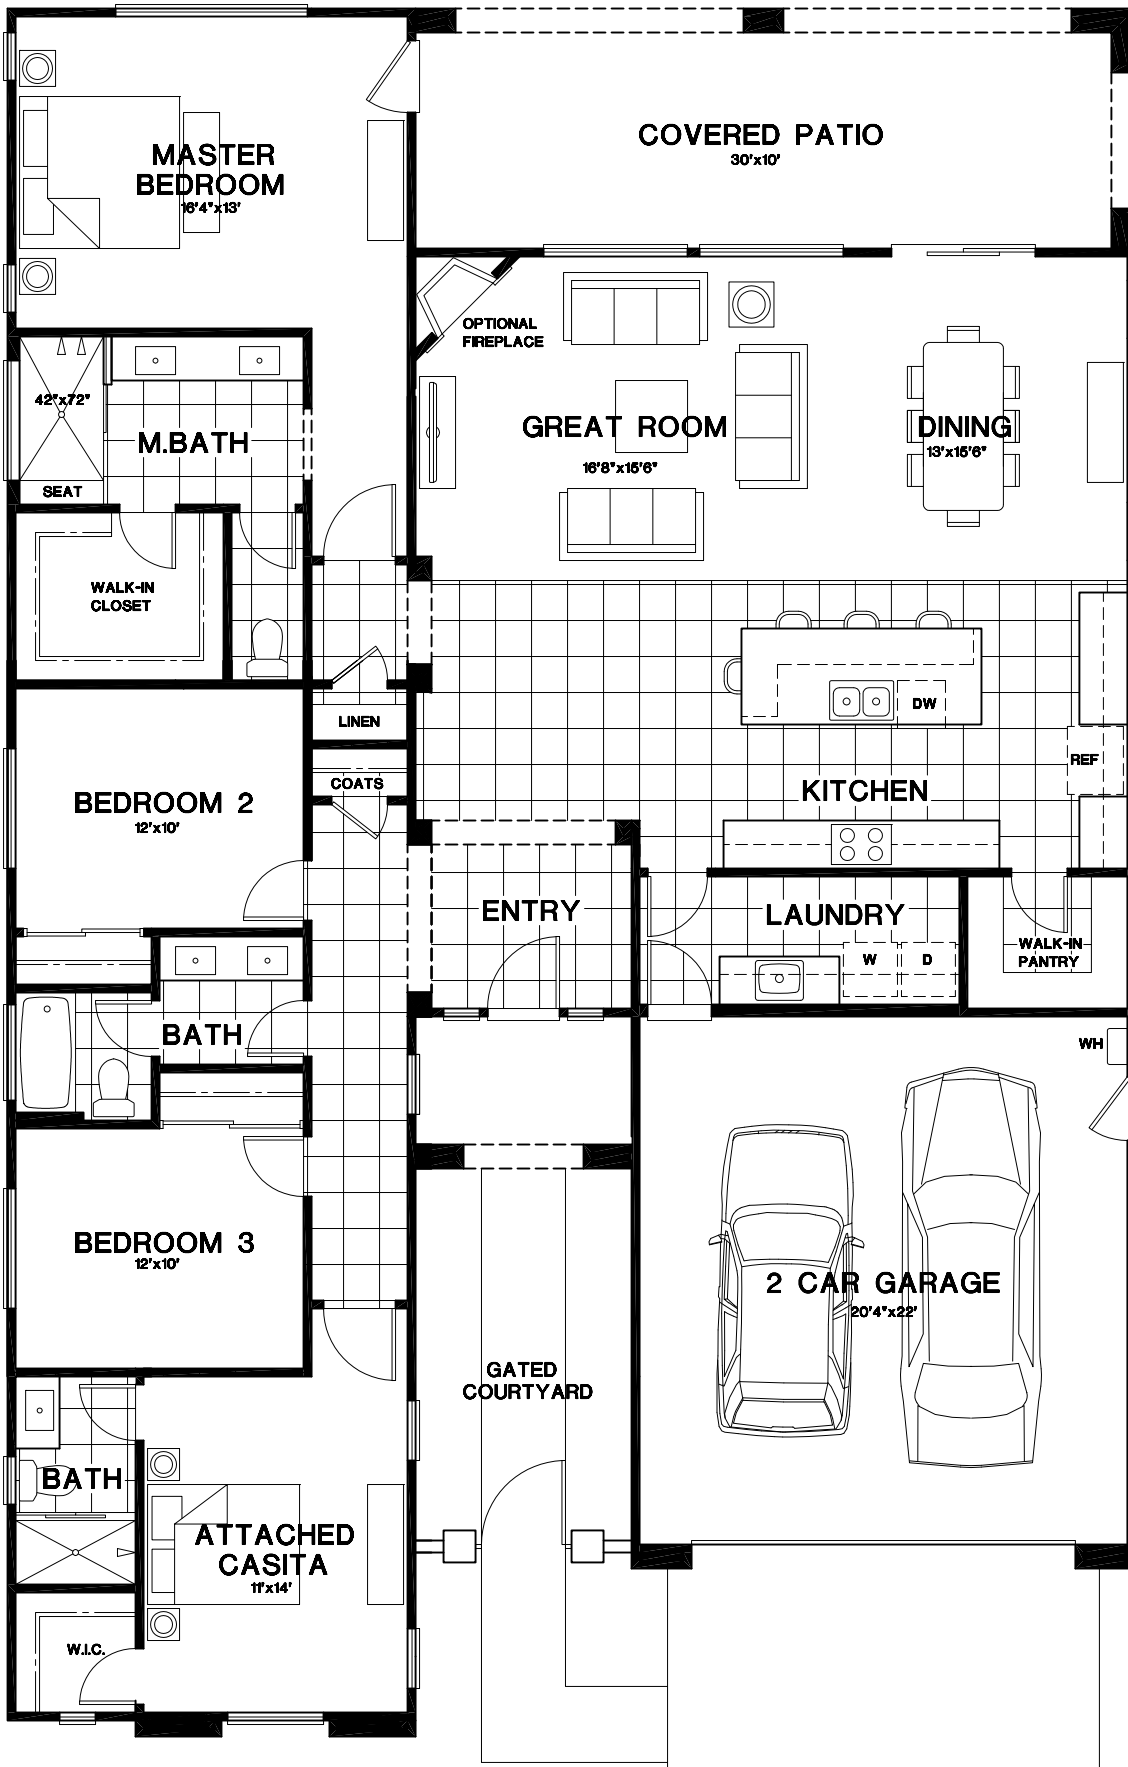 COVERED PATIO
30'x10'
MASTER
BEDROOM
16'4"x13'
OPTIONAL
FIREPLACE
42"x72"
M.BATH
SEAT
GREAT ROOM
16'8"x15'6"
DINING
13'x15'6"
WALK-IN
CLOSET
LINEN
DW
REF
COATS
KITCHEN
BEDROOM 2
12'x10'
ENTRY
LAUNDRY
W
D
WALK-IN
PANTRY
BATH
WH
BEDROOM 3
12'x10'
2 CAR GARAGE
20'4"x22'
GATED
COURTYARD
BATH
ATTACHED
CASITA
11'x14'
W.I.C.